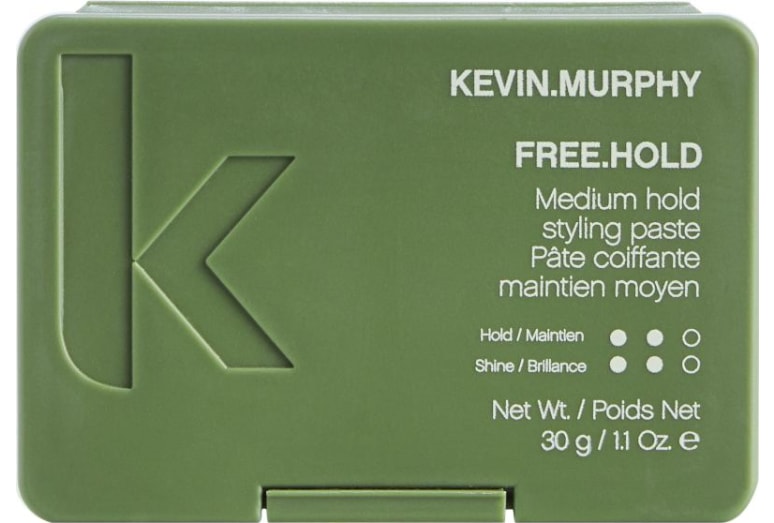 k
KEVIN.MURPHY
FREE.HOLD
Medium hold
styling paste
Pâte coiffante
maintien moyen
Hold / Maintien
Shine / Brillance
Net Wt. / Poids Net
30 g / 1.1 Oz. ℮